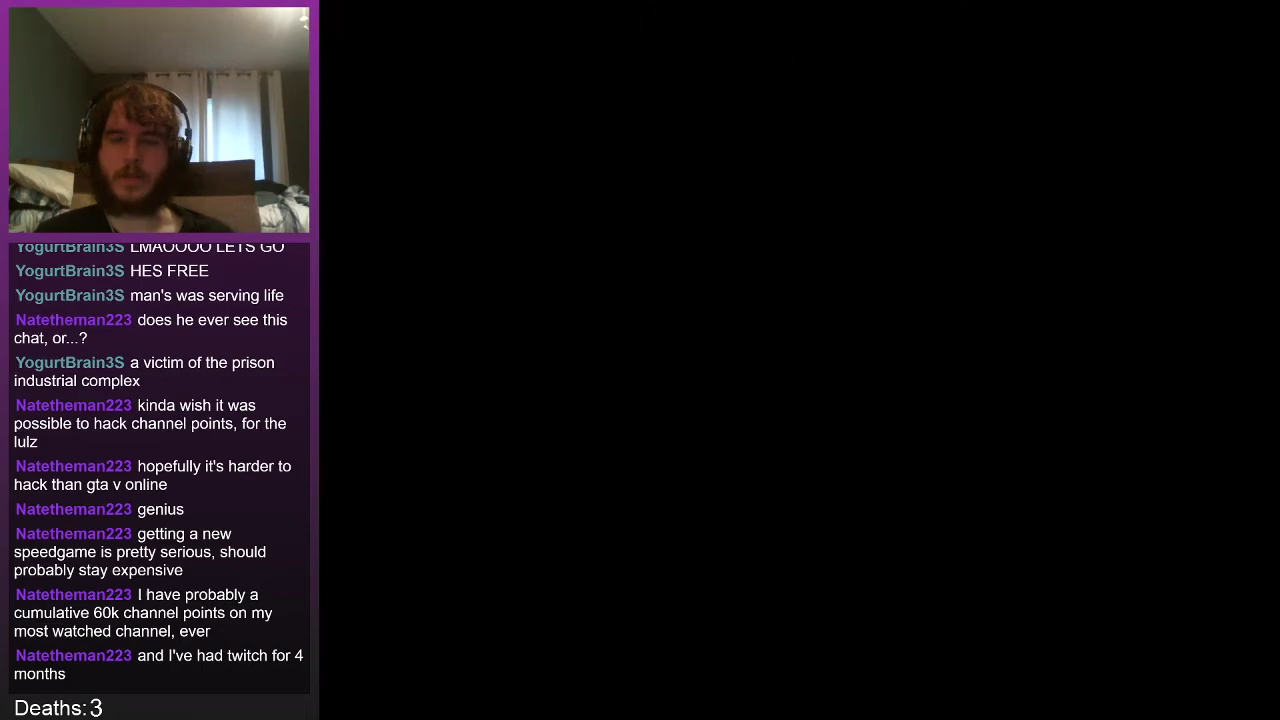 YogurtBrain3S LMAOOOO LETS GO
YogurtBrain3S HES FREE
YogurtBrain3S man's was serving life
Natetheman223 does he ever see this
chat, or...?
YogurtBrain3S a victim of the prison
industrial complex
Natetheman223 kinda wish it was
possible to hack channel points, for the
lulz
Natetheman223 hopefully it's harder to
hack than gta v online
Natetheman223 genius
Natetheman223 getting a new
speedgame is pretty serious, should
probably stay expensive
Natetheman223 I have probably a
cumulative 60k channel points on my
most watched channel, ever
Natetheman223 and I've had twitch for 4
months
Deaths: 3